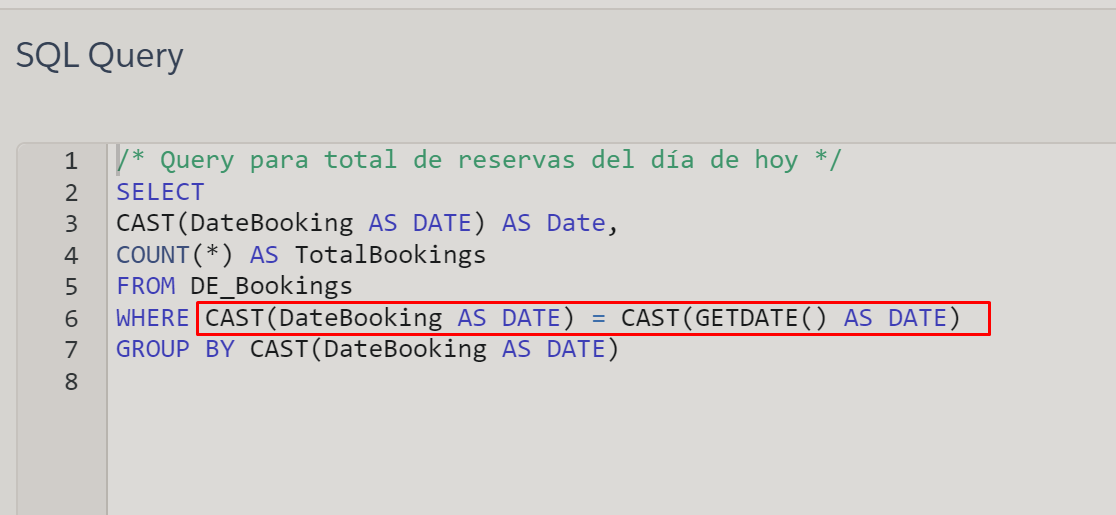 SQL Query
1 /* Query para total de reservas del día de hoy */
2 SELECT
3 CAST(DateBooking AS DATE) AS Date,
4 COUNT(*) AS TotalBookings
5 FROM DE_Bookings
6 WHERE CAST(DateBooking AS DATE) = CAST(GETDATE() AS DATE)
7 GROUP BY CAST(DateBooking AS DATE)
8